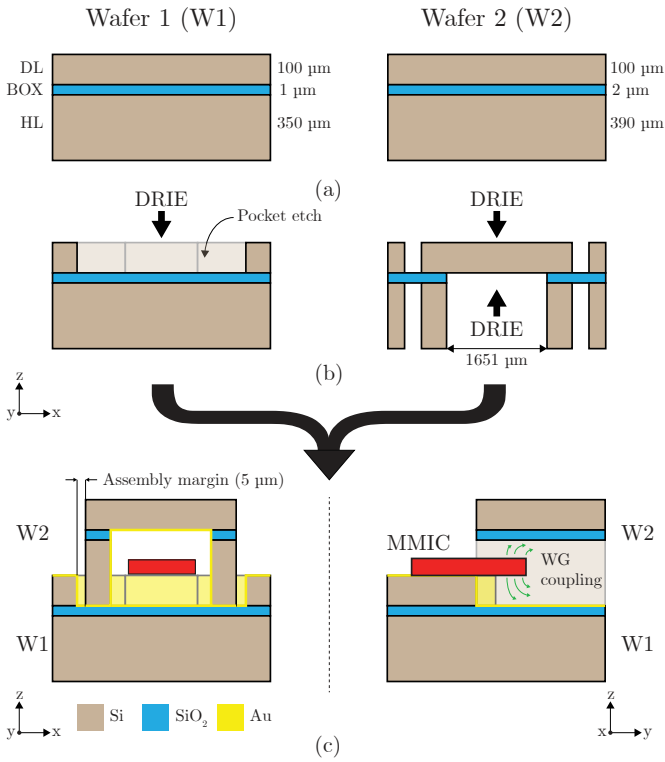 Wafer 1 (W1) Wafer 2 (W2)
DL 100 µm 100 µm
BOX 1 µm 2 µm
HL 350 µm 390 µm
(a)
DRIE DRIE
Pocket etch
DRIE
1651 µm
(b)
z
y x
Assembly margin (5 µm)
W2 MMIC W2
WG
coupling
W1 W1
z z
y x x y
Si SiO₂ Au
(c)